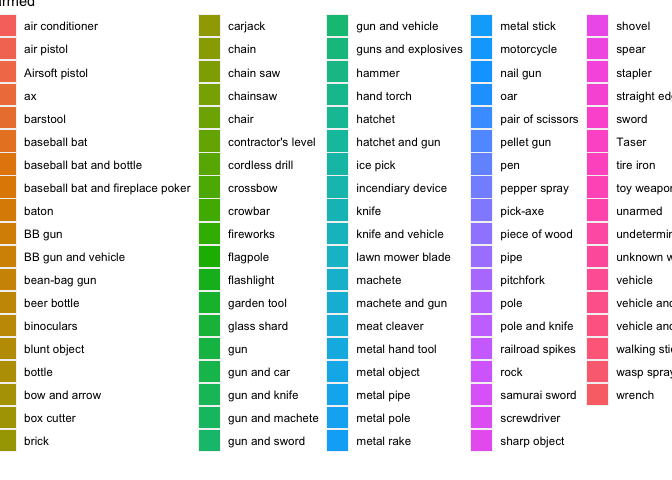 air conditioner
air pistol
Airsoft pistol
ax
barstool
baseball bat
baseball bat and bottle
baseball bat and fireplace poker
baton
BB gun
BB gun and vehicle
bean-bag gun
beer bottle
binoculars
blunt object
bottle
bow and arrow
box cutter
brick
carjack
chain
chain saw
chainsaw
chair
contractor's level
cordless drill
crossbow
crowbar
fireworks
flagpole
flashlight
garden tool
glass shard
gun
gun and car
gun and knife
gun and machete
gun and sword
gun and vehicle
guns and explosives
hammer
hand torch
hatchet
hatchet and gun
ice pick
incendiary device
knife
knife and vehicle
lawn mower blade
machete
machete and gun
meat cleaver
metal hand tool
metal object
metal pipe
metal pole
metal rake
metal stick
motorcycle
nail gun
oar
pair of scissors
pellet gun
pen
pepper spray
pick-axe
piece of wood
pipe
pitchfork
pole
pole and knife
railroad spikes
rock
samurai sword
screwdriver
sharp object
shovel
spear
stapler
straight
sword
Taser
tire iron
toy
unarmed
unknown
vehicle
vehicle
vehicle
walking
wasp
wrench